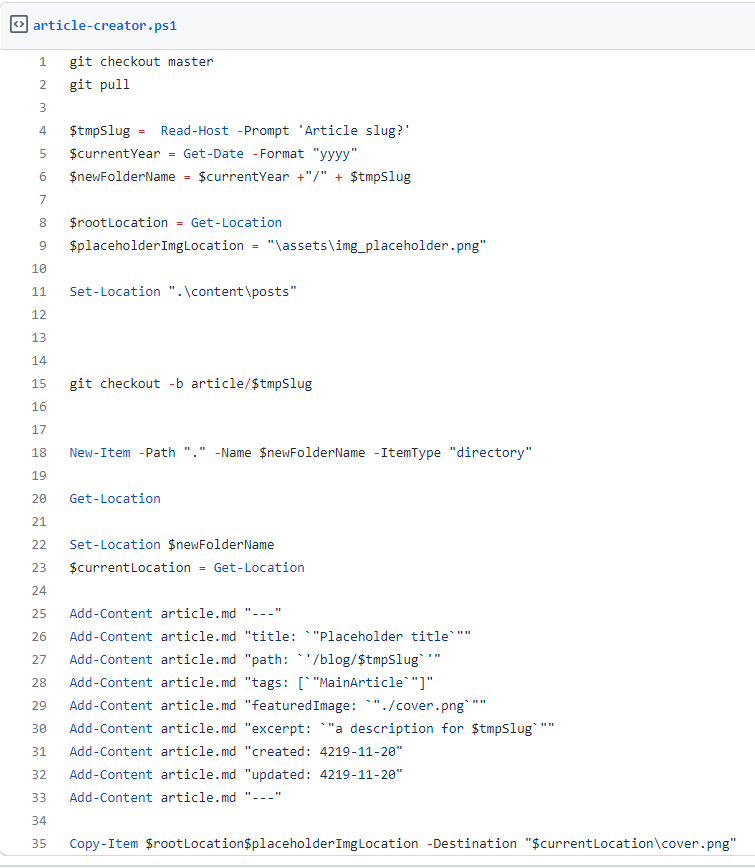 article-creator.ps1
1 git checkout master
2 git pull
3
4 $tmpSlug =  Read-Host -Prompt 'Article slug?'
5 $currentYear = Get-Date -Format "yyyy"
6 $newFolderName = $currentYear +"/" + $tmpSlug
7
8 $rootLocation = Get-Location
9 $placeholderImgLocation = "\assets\img_placeholder.png"
10
11 Set-Location ".\content\posts"
12
13
14
15 git checkout -b article/$tmpSlug
16
17
18 New-Item -Path "." -Name $newFolderName -ItemType "directory"
19
20 Get-Location
21
22 Set-Location $newFolderName
23 $currentLocation = Get-Location
24
25 Add-Content article.md "---"
26 Add-Content article.md "title: `"Placeholder title`""
27 Add-Content article.md "path: `'/blog/$tmpSlug`'"
28 Add-Content article.md "tags: [`"MainArticle`"]"
29 Add-Content article.md "featuredImage: `"./cover.png`""
30 Add-Content article.md "excerpt: `"a description for $tmpSlug`""
31 Add-Content article.md "created: 4219-11-20"
32 Add-Content article.md "updated: 4219-11-20"
33 Add-Content article.md "---"
34
35 Copy-Item $rootLocation$placeholderImgLocation -Destination "$currentLocation\cover.png"